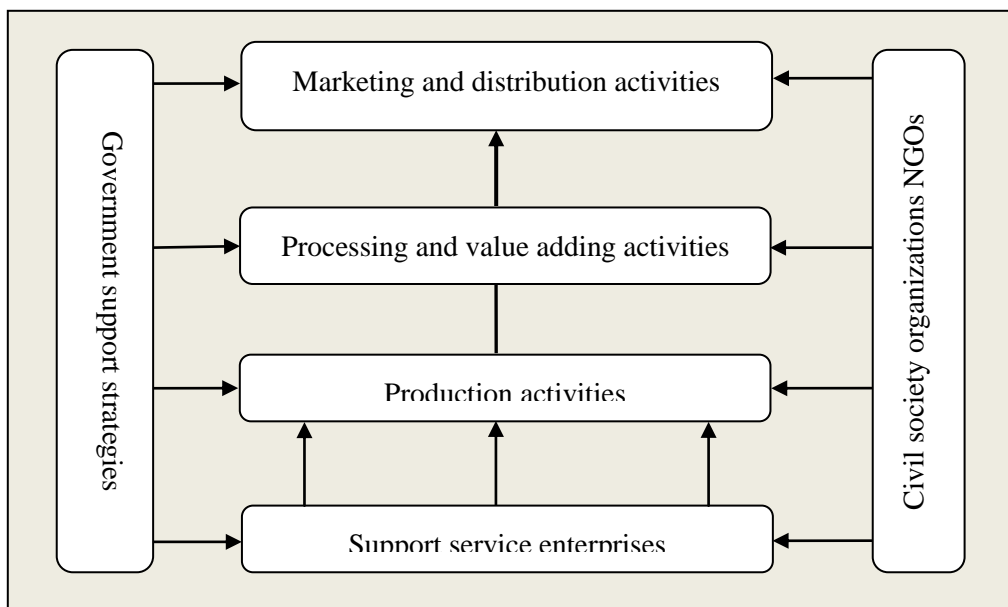 Marketing and distribution activities
Processing and value adding activities
Production activities
Support service enterprises
Government support strategies
Civil society organizations NGOs